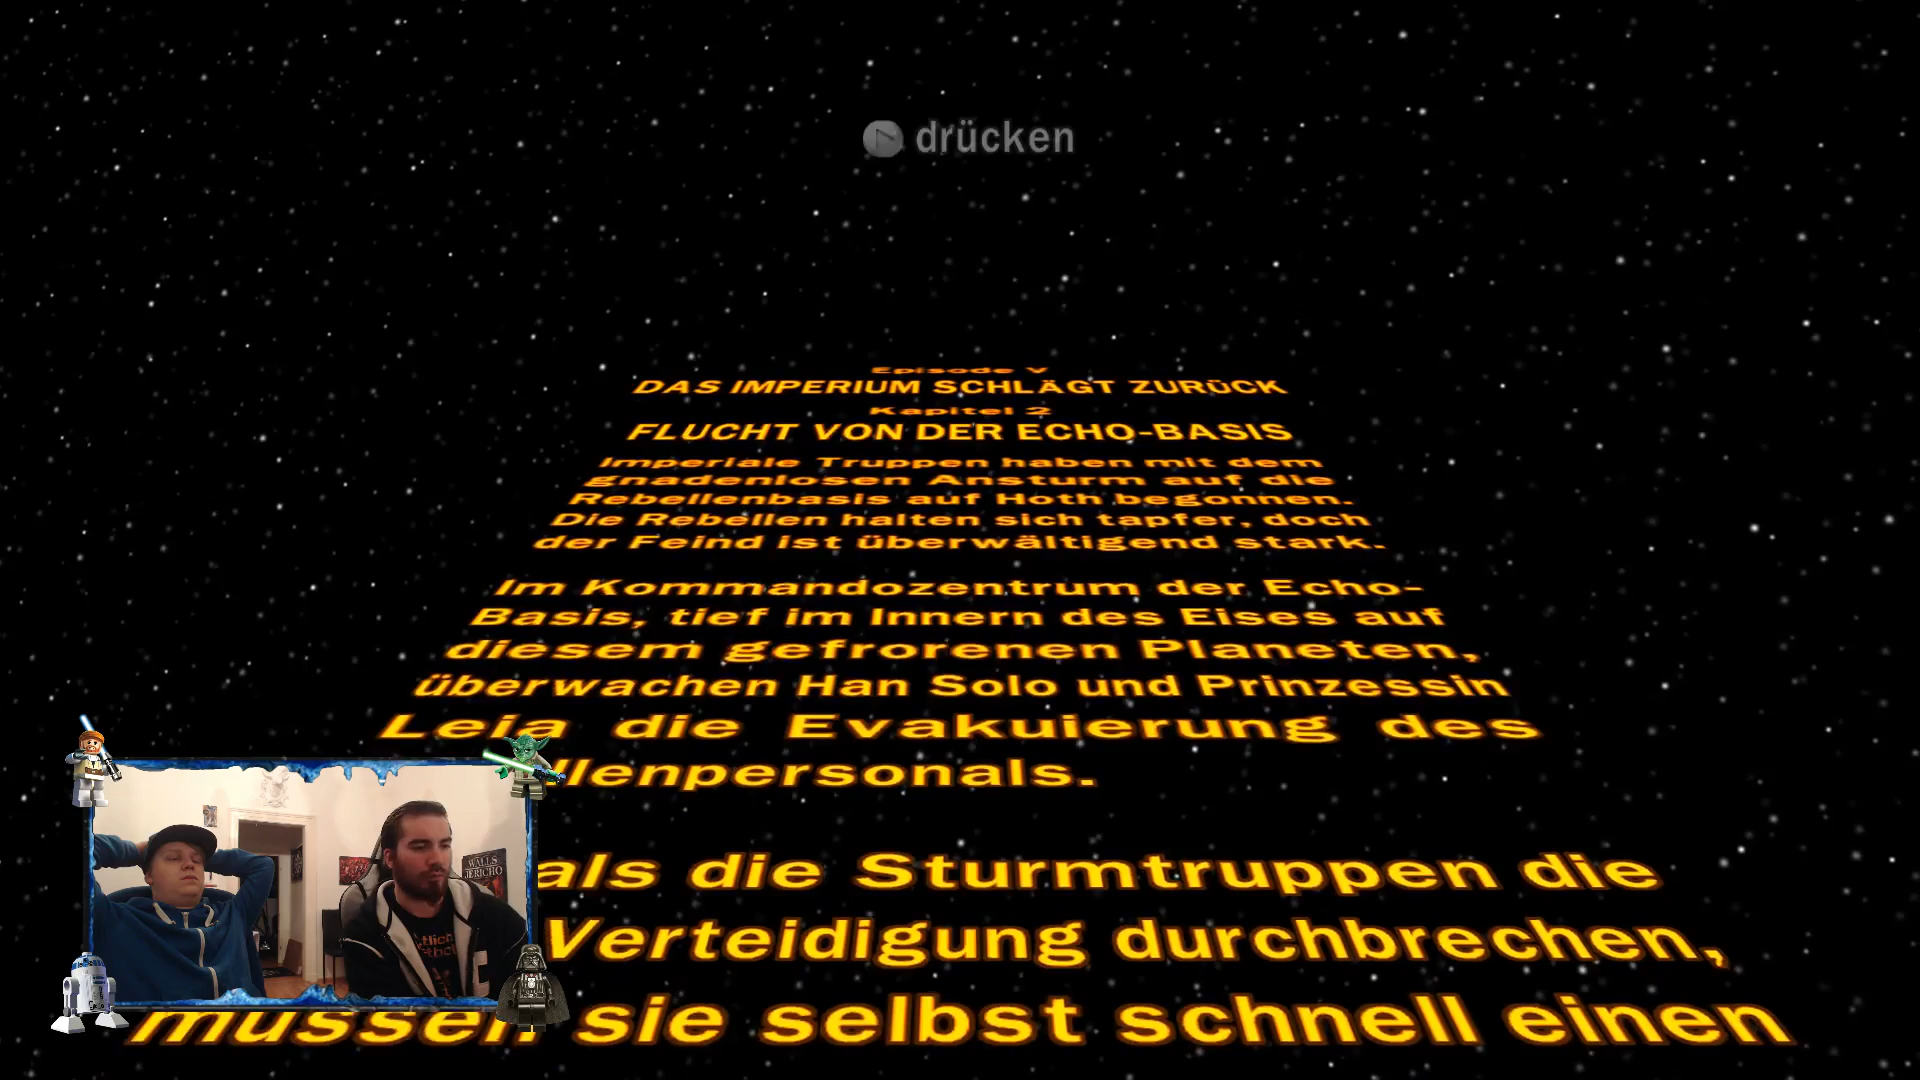 drücken
Episode V
DAS IMPERIUM SCHLÄGT ZURÜCK
Kapitel 2
FLUCHT VON DER ECHO-BASIS
Imperiale Truppen haben mit dem
gnadenlosen Ansturm auf die
Rebellenbasis auf Hoth begonnen.
Die Rebellen halten sich tapfer, doch
der Feind ist überwältigend stark.
Im Kommandozentrum der Echo-
Basis, tief im Innern des Eises auf
diesem gefrorenen Planeten,
überwachen Han Solo und Prinzessin
Leia die Evakuierung des
llenpersonals.
als die Sturmtruppen die
Verteidigung durchbrechen,
sie selbst schnell einen
WALLS
JERICHO